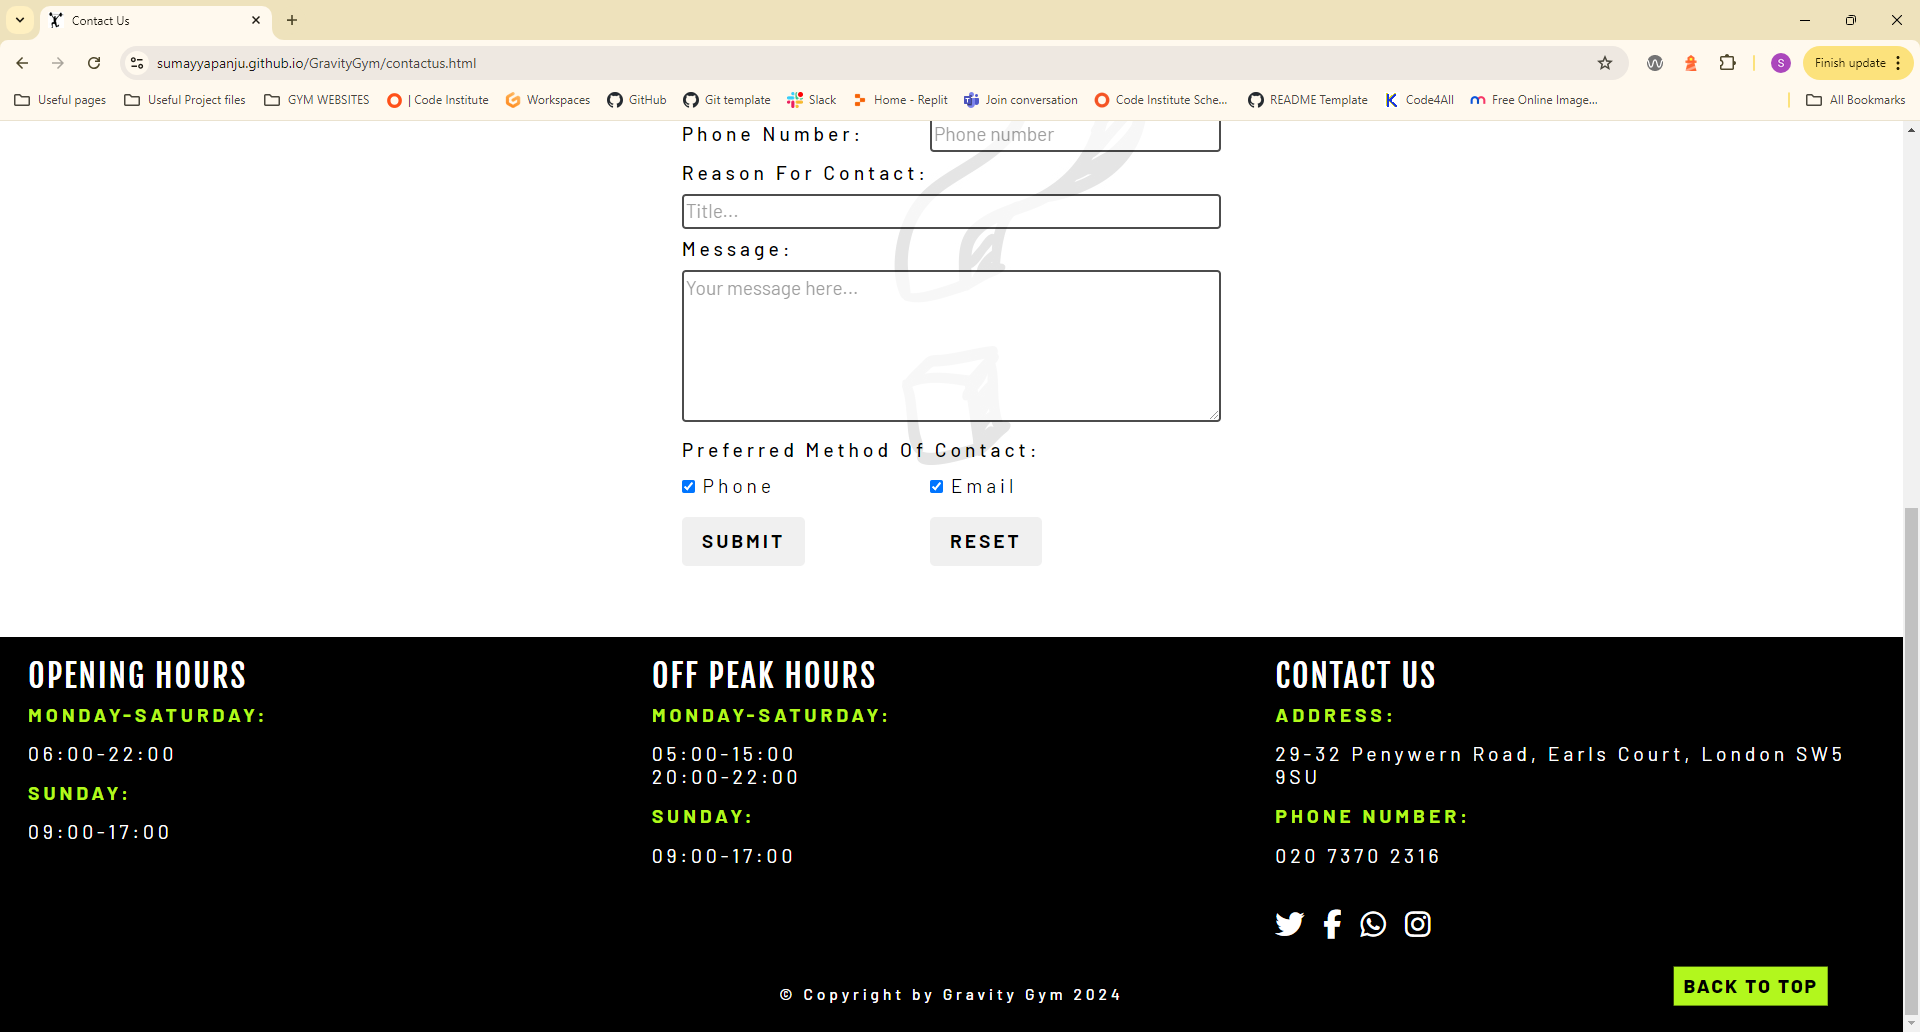 Contact Us
sumayyapanju.github.io/GravityGym/contactus.html
S
Finish update
Useful pages
Useful Project files
GYM WEBSITES
| Code Institute
Workspaces
GitHub
Git template
Slack
Home - Replit
Join conversation
Code Institute Sche...
README Template
Code4All
Free Online Image...
All Bookmarks
Phone Number:
Phone number
Reason For Contact:
Title...
Message:
Your message here...
Preferred Method Of Contact:
Phone
Email
SUBMIT
RESET
OPENING HOURS
MONDAY-SATURDAY:
06:00-22:00
SUNDAY:
09:00-17:00
OFF PEAK HOURS
MONDAY-SATURDAY:
05:00-15:00
20:00-22:00
SUNDAY:
09:00-17:00
CONTACT US
ADDRESS:
29-32 Penywern Road, Earls Court, London SW5
9SU
PHONE NUMBER:
020 7370 2316
© Copyright by Gravity Gym 2024
BACK TO TOP